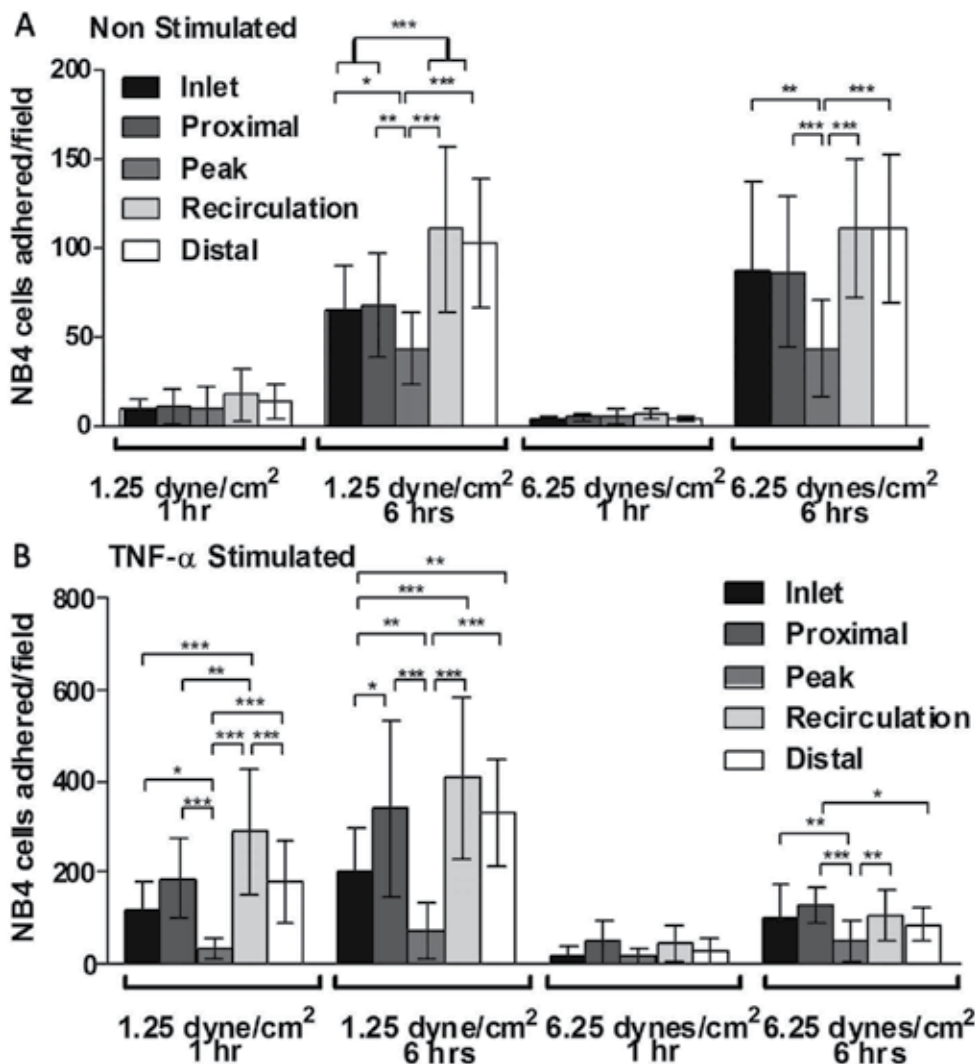 A Non Stimulated
NB4 cells adhered/field
200
150
100
50
0
Inlet
Proximal
Peak
Recirculation
Distal
***
* ***
** ***
** ***
*** ***
1.25 dyne/cm² 1.25 dyne/cm² 6.25 dynes/cm² 6.25 dynes/cm²
1 hr 6 hrs 1 hr 6 hrs
B TNF-α Stimulated
NB4 cells adhered/field
800
600
400
200
0
***
**
***
*** ***
*
***
**
***
** ***
*** ***
*
Inlet
Proximal
Peak
Recirculation
Distal
*
**
*** **
1.25 dyne/cm² 1.25 dyne/cm² 6.25 dynes/cm² 6.25 dynes/cm²
1 hr 6 hrs 1 hr 6 hrs